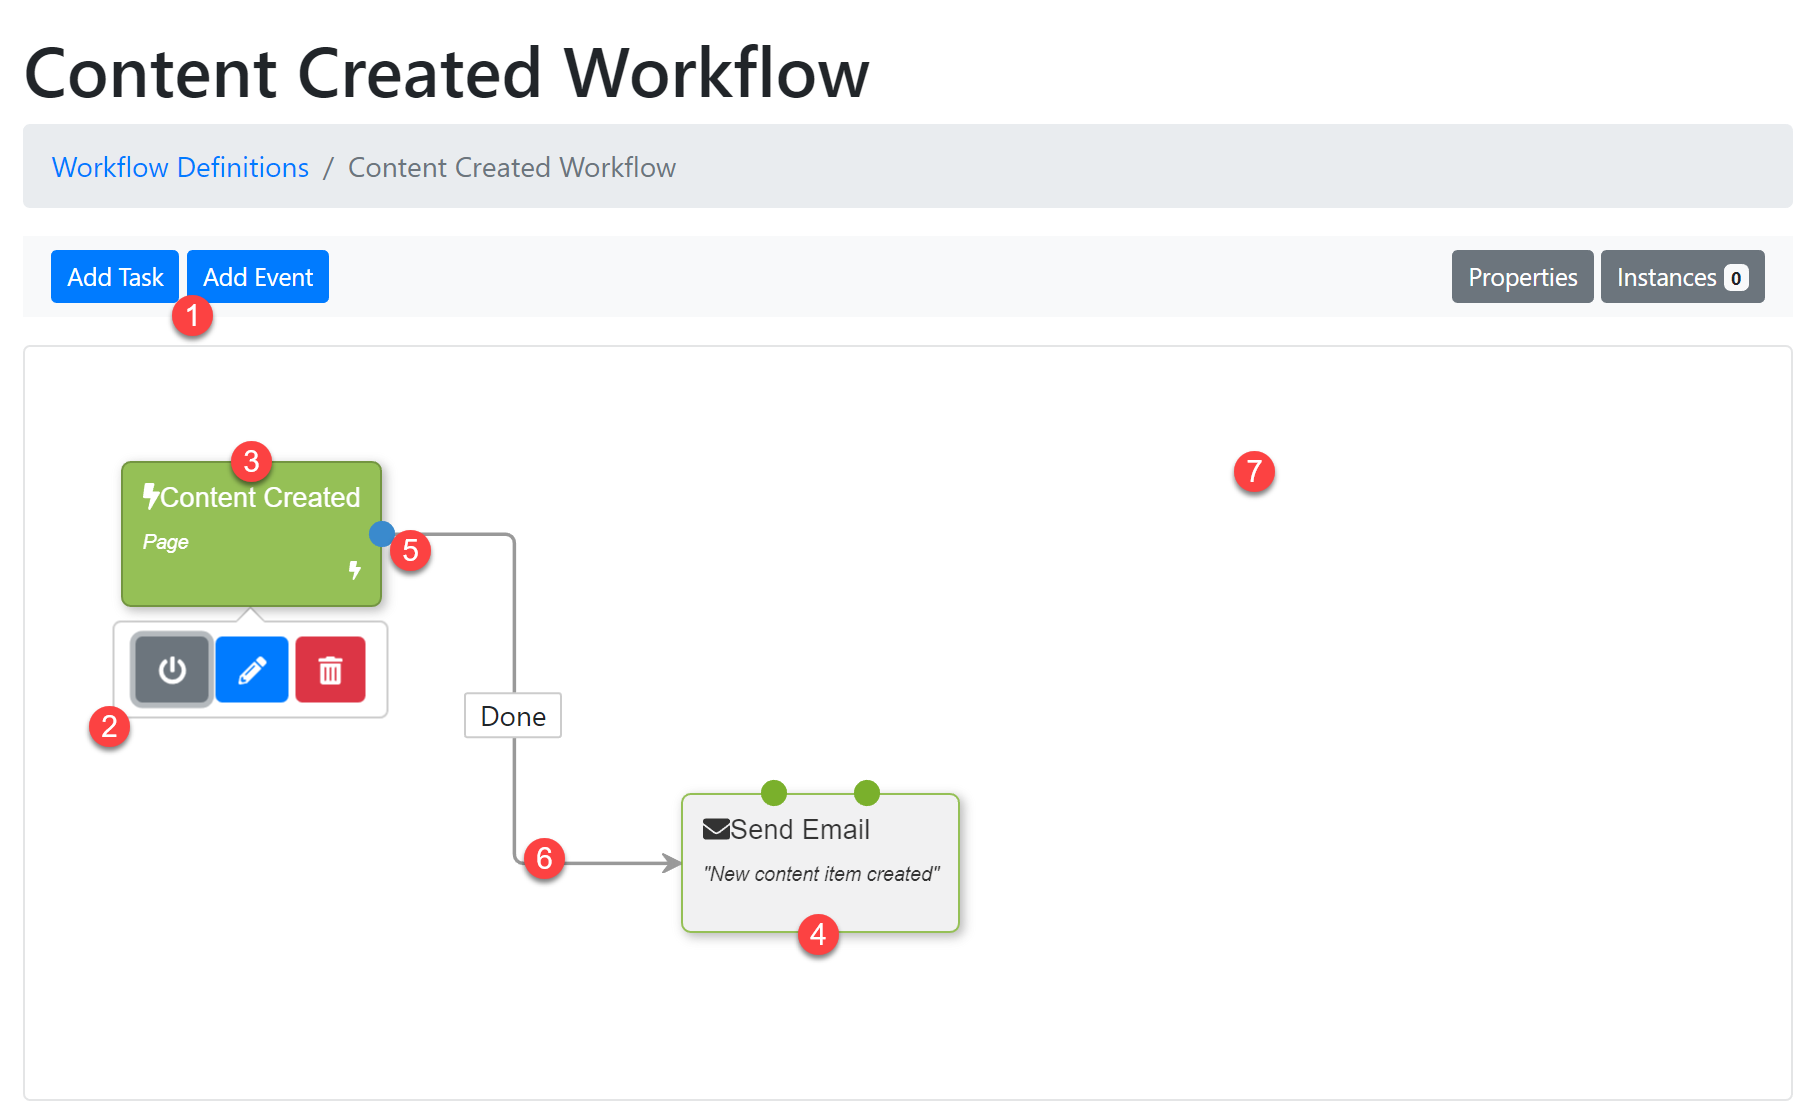 Content Created Workflow
Workflow Definitions / Content Created Workflow
Add Task Add Event Properties Instances 0
1
3
Content Created
Page
5
7
2
Done
Send Email
"New content item created"
6
4